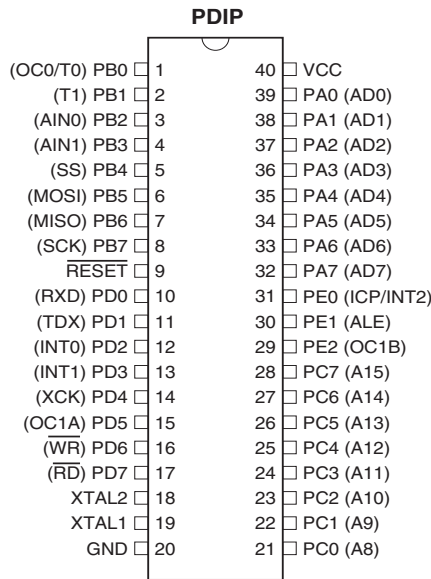 PDIP
(OC0/T0) PB0 1 40 VCC
(T1) PB1 2 39 PA0 (AD0)
(AIN0) PB2 3 38 PA1 (AD1)
(AIN1) PB3 4 37 PA2 (AD2)
(SS) PB4 5 36 PA3 (AD3)
(MOSI) PB5 6 35 PA4 (AD4)
(MISO) PB6 7 34 PA5 (AD5)
(SCK) PB7 8 33 PA6 (AD6)
RESET 9 32 PA7 (AD7)
(RXD) PD0 10 31 PE0 (ICP/INT2)
(TDX) PD1 11 30 PE1 (ALE)
(INT0) PD2 12 29 PE2 (OC1B)
(INT1) PD3 13 28 PC7 (A15)
(XCK) PD4 14 27 PC6 (A14)
(OC1A) PD5 15 26 PC5 (A13)
(WR) PD6 16 25 PC4 (A12)
(RD) PD7 17 24 PC3 (A11)
XTAL2 18 23 PC2 (A10)
XTAL1 19 22 PC1 (A9)
GND 20 21 PC0 (A8)